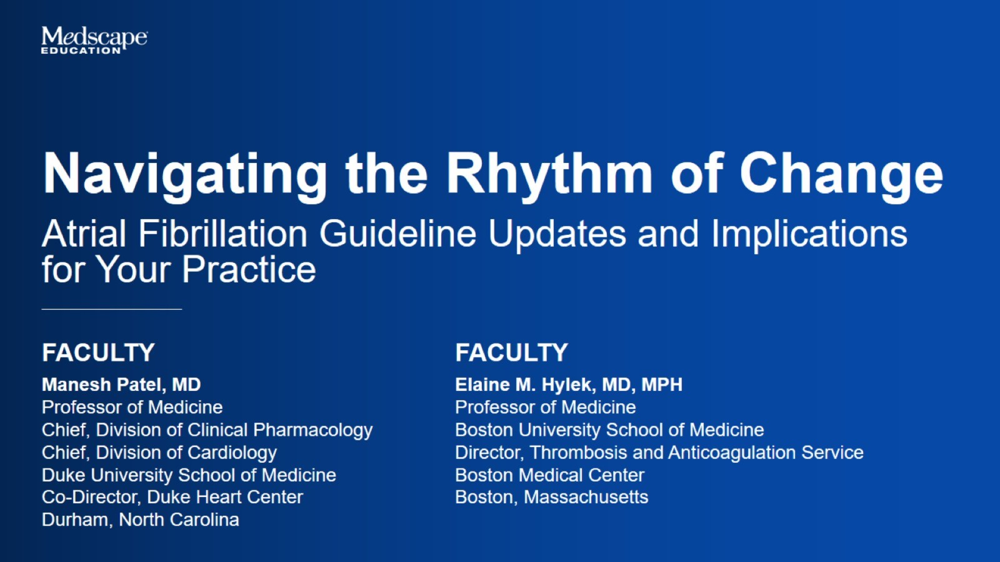 Medscape
EDUCATION
Navigating the Rhythm of Change
Atrial Fibrillation Guideline Updates and Implications
for Your Practice
FACULTY
Manesh Patel, MD
Professor of Medicine
Chief, Division of Clinical Pharmacology
Chief, Division of Cardiology
Duke University School of Medicine
Co-Director, Duke Heart Center
Durham, North Carolina
FACULTY
Elaine M. Hylek, MD, MPH
Professor of Medicine
Boston University School of Medicine
Director, Thrombosis and Anticoagulation Service
Boston Medical Center
Boston, Massachusetts